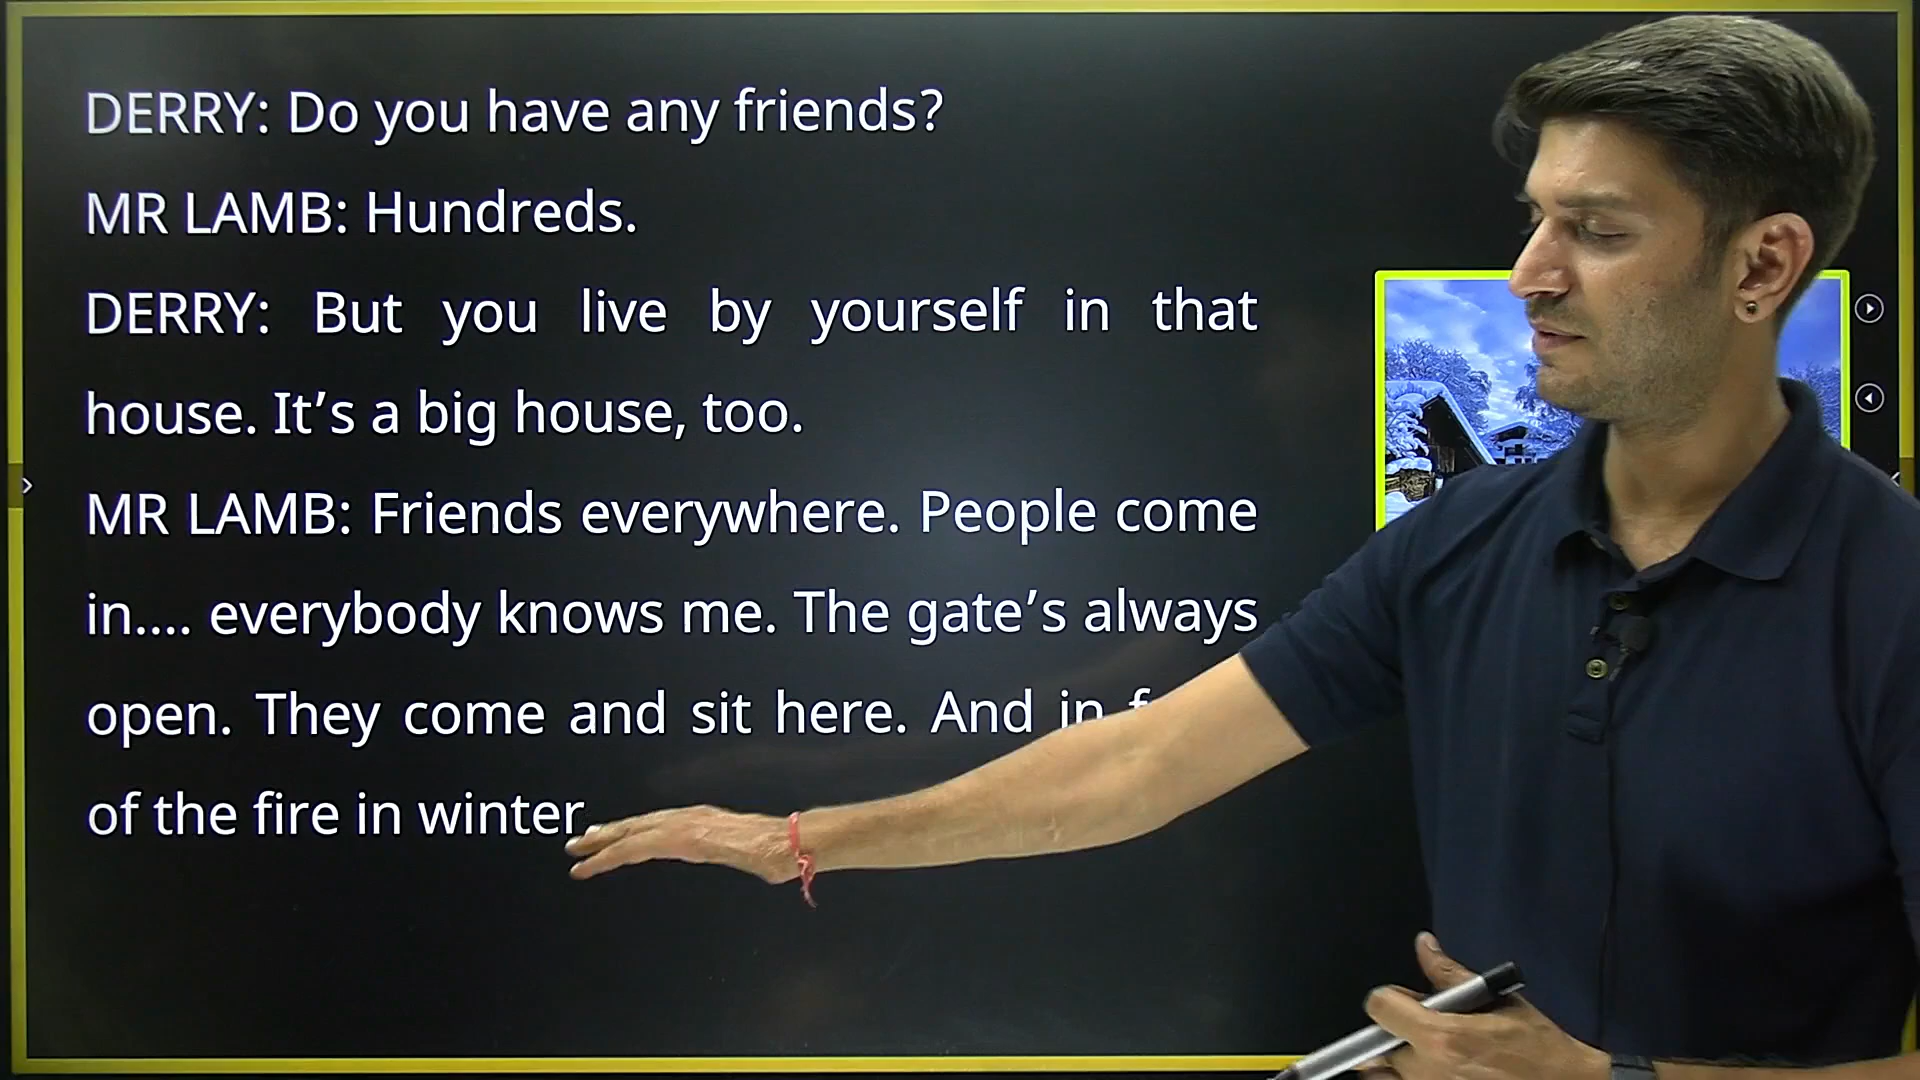 DERRY: Do you have any friends?
MR LAMB: Hundreds.
DERRY: But you live by yourself in that
house. It’s a big house, too.
MR LAMB: Friends everywhere. People come
in.... everybody knows me. The gate’s always
open. They come and sit here. And in
of the fire in winter